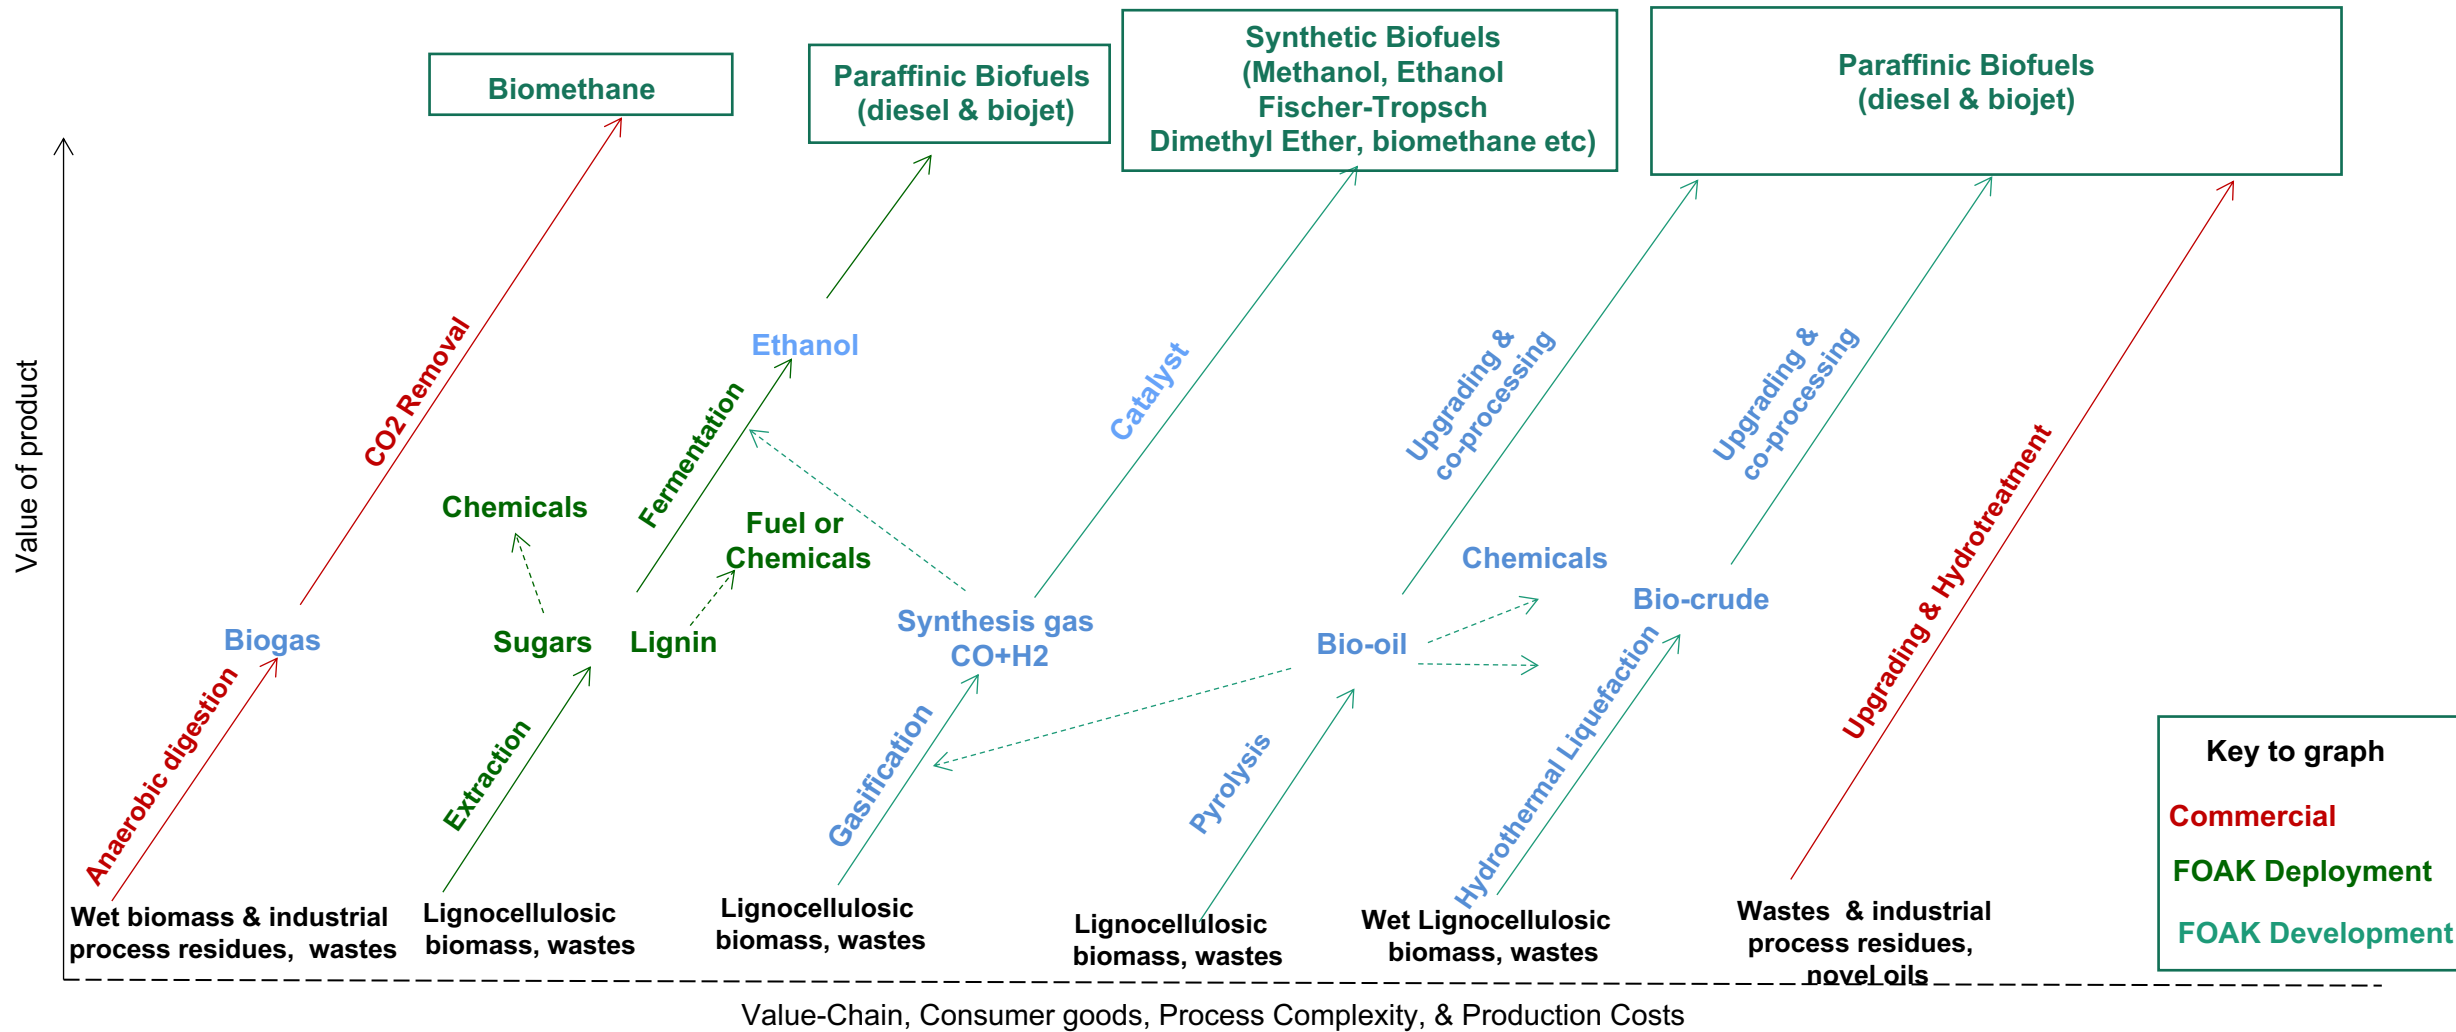 Biomethane
Paraffinic Biofuels
(diesel & biojet)
Synthetic Biofuels
(Methanol, Ethanol
Fischer-Tropsch
Dimethyl Ether, biomethane etc)
Paraffinic Biofuels
(diesel & biojet)
Value of product
CO2 Removal
Ethanol
Fermentation
Catalyst
Upgrading &
co-processing
Upgrading &
co-processing
Upgrading & Hydrotreatment
Chemicals
Fuel or
Chemicals
Chemicals
Biogas
Sugars
Lignin
Synthesis gas
CO+H2
Bio-oil
Bio-crude
Anaerobic digestion
Extraction
Gasification
Pyrolysis
Hydrothermal Liquefaction
Wet biomass & industrial
process residues, wastes
Lignocellulosic
biomass, wastes
Lignocellulosic
biomass, wastes
Lignocellulosic
biomass, wastes
Wet Lignocellulosic
biomass, wastes
Wastes & industrial
process residues,
novel oils
Key to graph
Commercial
FOAK Deployment
FOAK Development
Value-Chain, Consumer goods, Process Complexity, & Production Costs